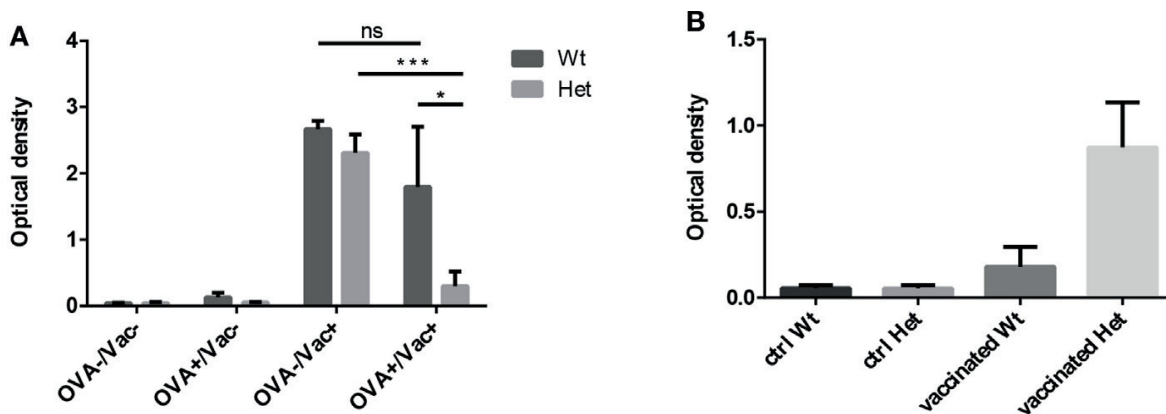 A
Optical density
4
3
2
1
0
ns
***
*
Wt
Het
OVA-/Vac-
OVA+/Vac-
OVA-/Vac+
OVA+/Vac+
B
Optical density
1.5
1.0
0.5
0.0
ctrl Wt
ctrl Het
vaccinated Wt
vaccinated Het